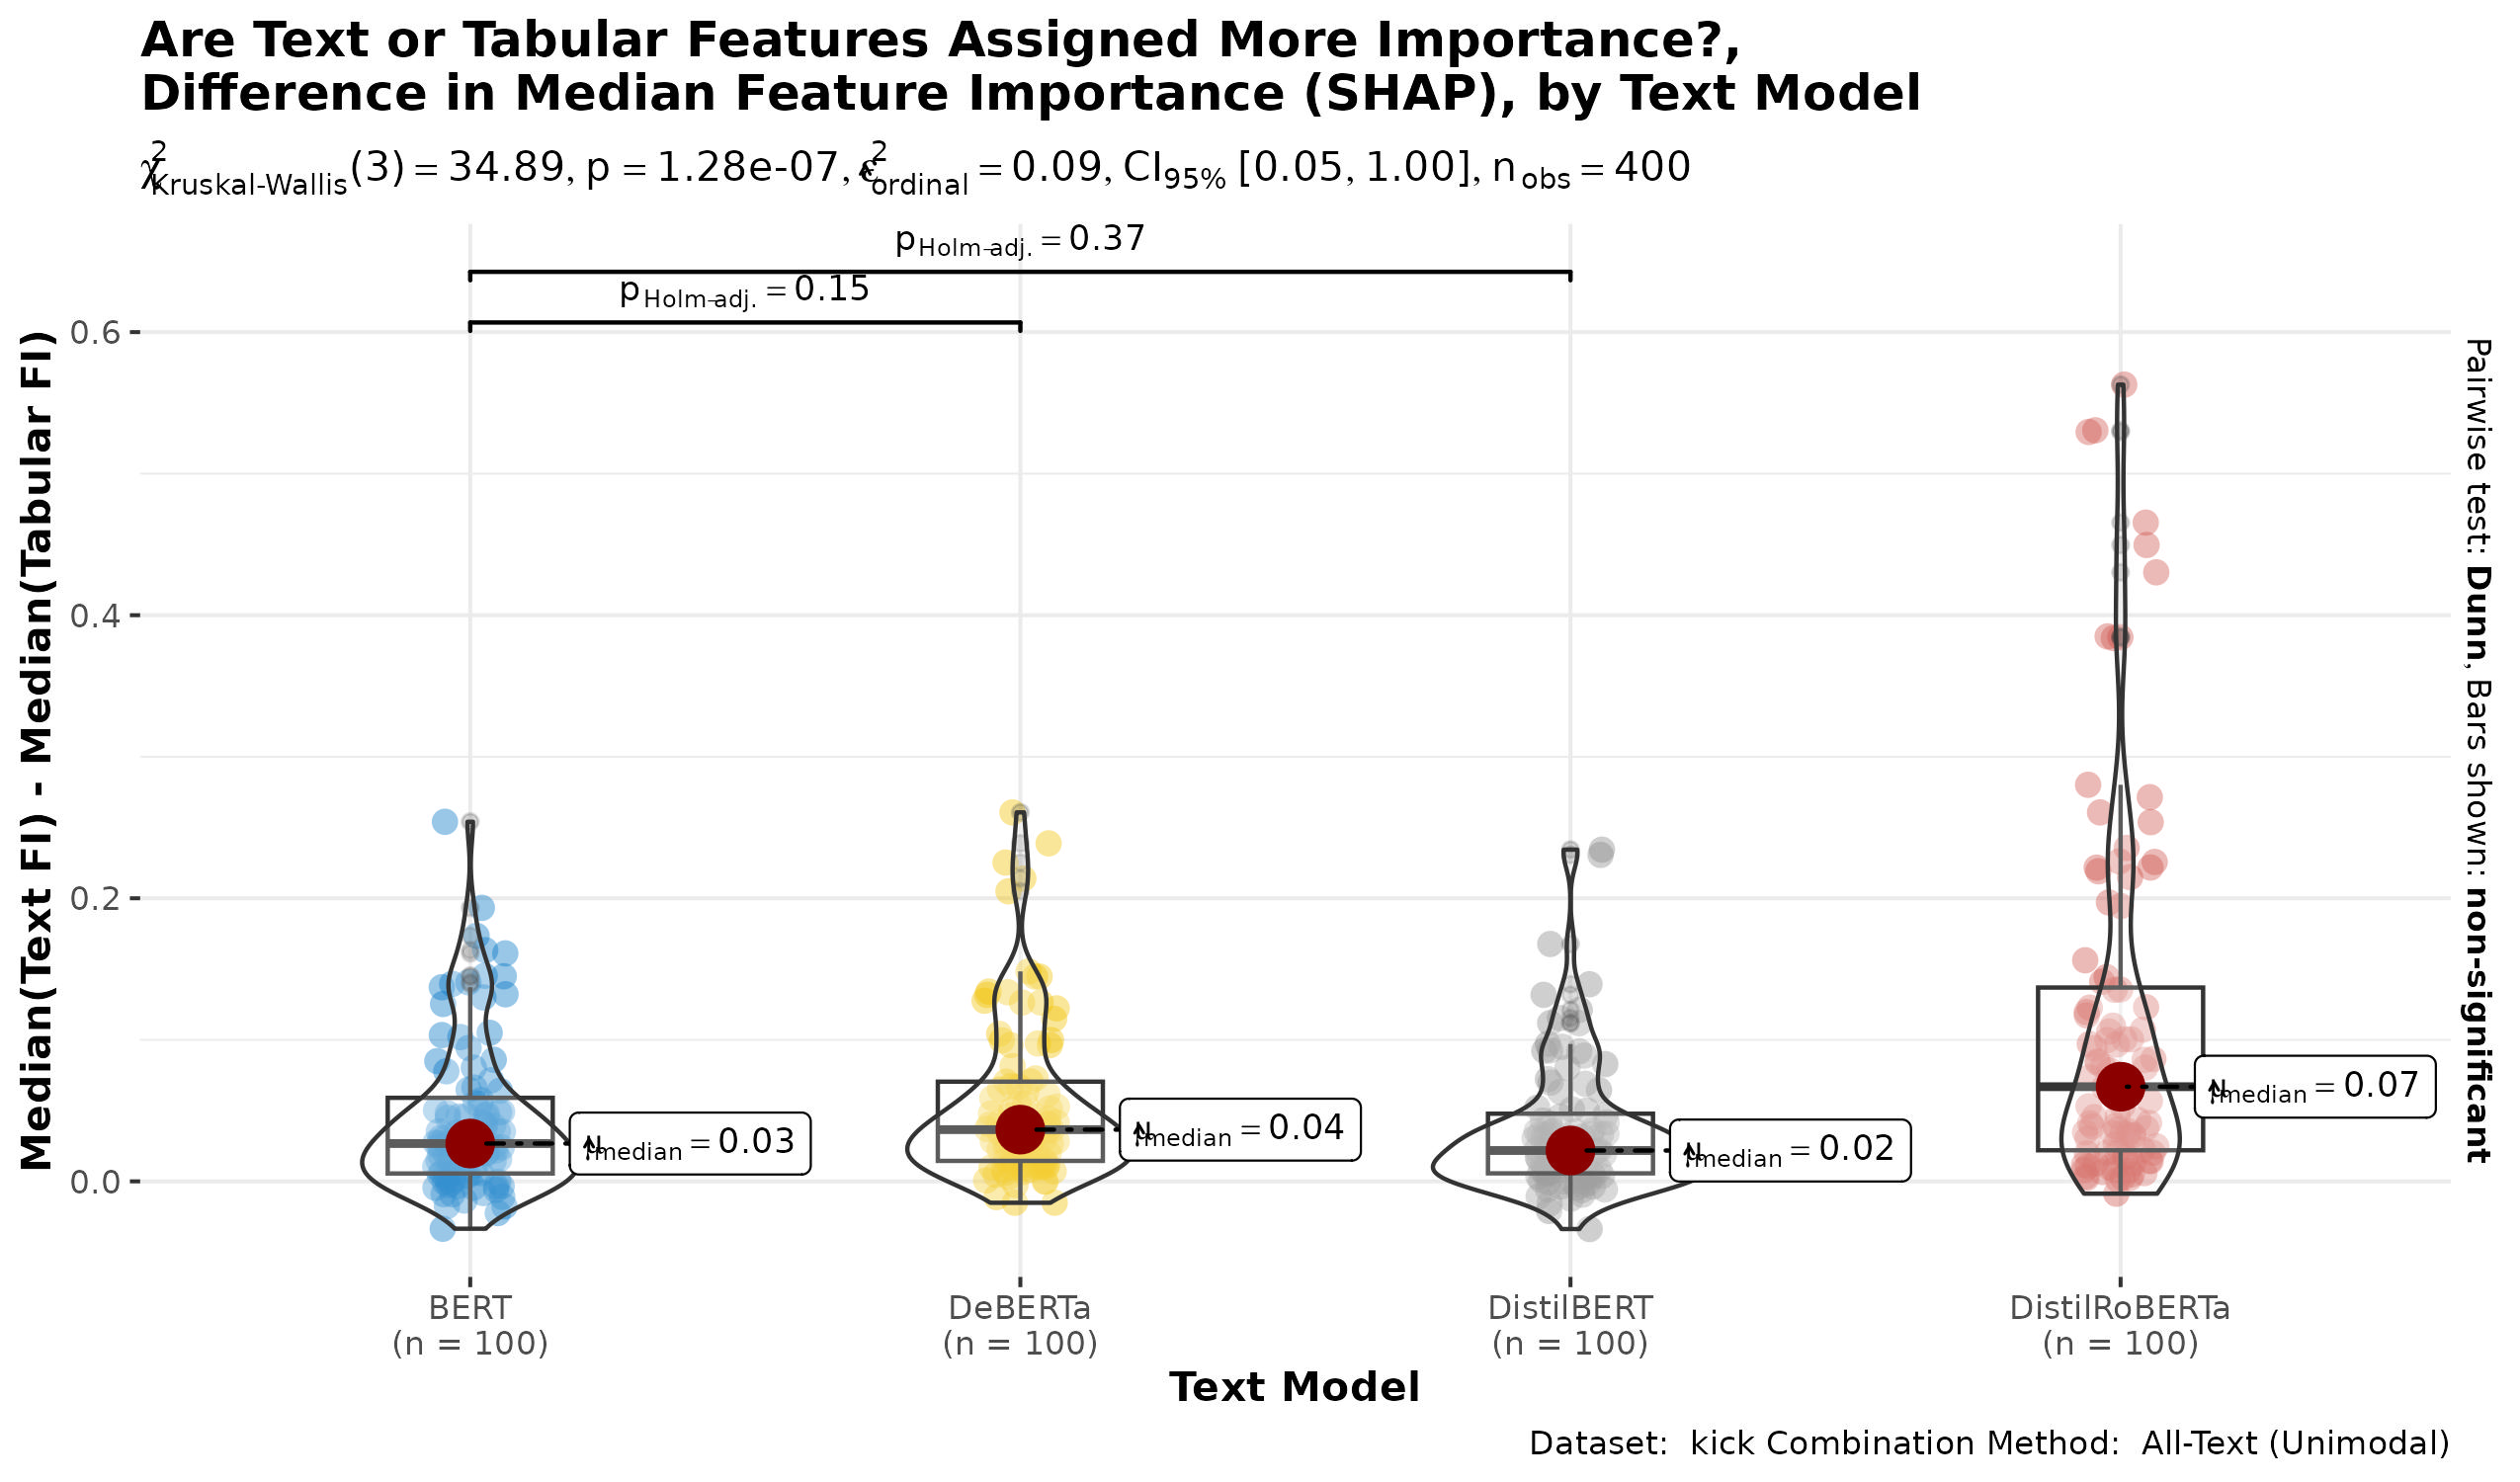 Are Text or Tabular Features Assigned More Importance?,
Difference in Median Feature Importance (SHAP), by Text Model
χ²Kruskal-Wallis(3) = 34.89, p = 1.28e-07, ε²ordinal = 0.09, CI95% [0.05, 1.00], nobs = 400
pHolm-adj. = 0.37
pHolm-adj. = 0.15
Median(Text FI) - Median(Tabular FI)
0.6
0.4
0.2
0.0
μ̂median = 0.03
μ̂median = 0.04
μ̂median = 0.02
μ̂median = 0.07
Pairwise test: Dunn, Bars shown: non-significant
BERT
(n = 100)
DeBERTa
(n = 100)
DistilBERT
(n = 100)
DistilRoBERTa
(n = 100)
Text Model
Dataset: kick Combination Method: All-Text (Unimodal)